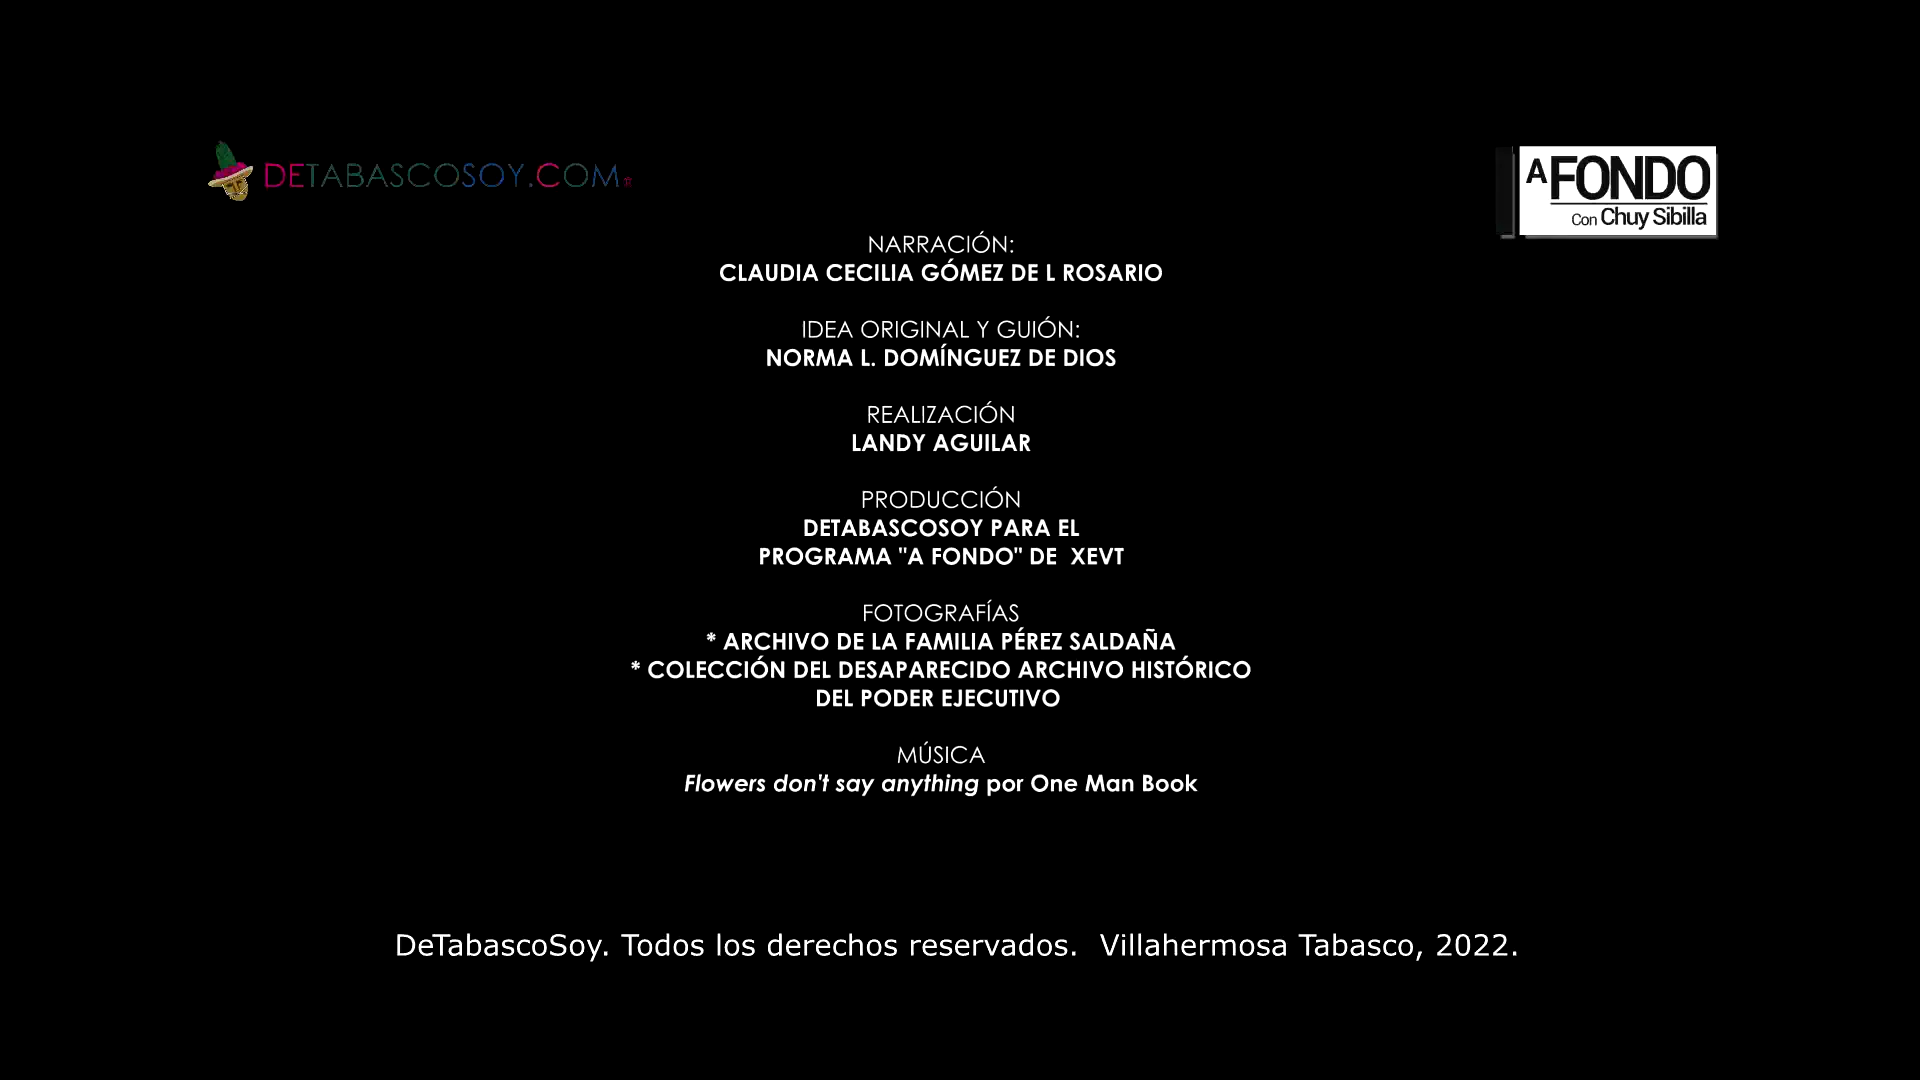 DETABASCOSOY.COM
A FONDO
Con Chuy Sibilla
NARRACIÓN:
CLAUDIA CECILIA GÓMEZ DE L ROSARIO
IDEA ORIGINAL Y GUIÓN:
NORMA L. DOMÍNGUEZ DE DIOS
REALIZACIÓN
LANDY AGUILAR
PRODUCCIÓN
DETABASCOSOY PARA EL
PROGRAMA "A FONDO" DE  XEVT
FOTOGRAFÍAS
* ARCHIVO DE LA FAMILIA PÉREZ SALDAÑA
* COLECCIÓN DEL DESAPARECIDO ARCHIVO HISTÓRICO
DEL PODER EJECUTIVO
MÚSICA
Flowers don't say anything por One Man Book
DeTabascoSoy. Todos los derechos reservados.  Villahermosa Tabasco, 2022.